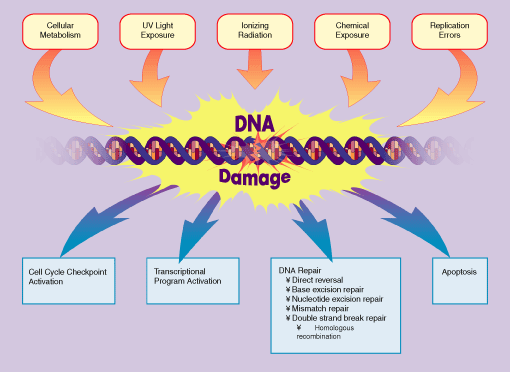 Cellular
Metabolism
UV Light
Exposure
Ionizing
Radiation
Chemical
Exposure
Replication
Errors
DNA
Damage
Cell Cycle Checkpoint
Activation
Transcriptional
Program Activation
DNA Repair
¥ Direct reversal
¥ Base excision repair
¥ Nucleotide excision repair
¥ Mismatch repair
¥ Double strand break repair
¥ Homologous
recombination
Apoptosis